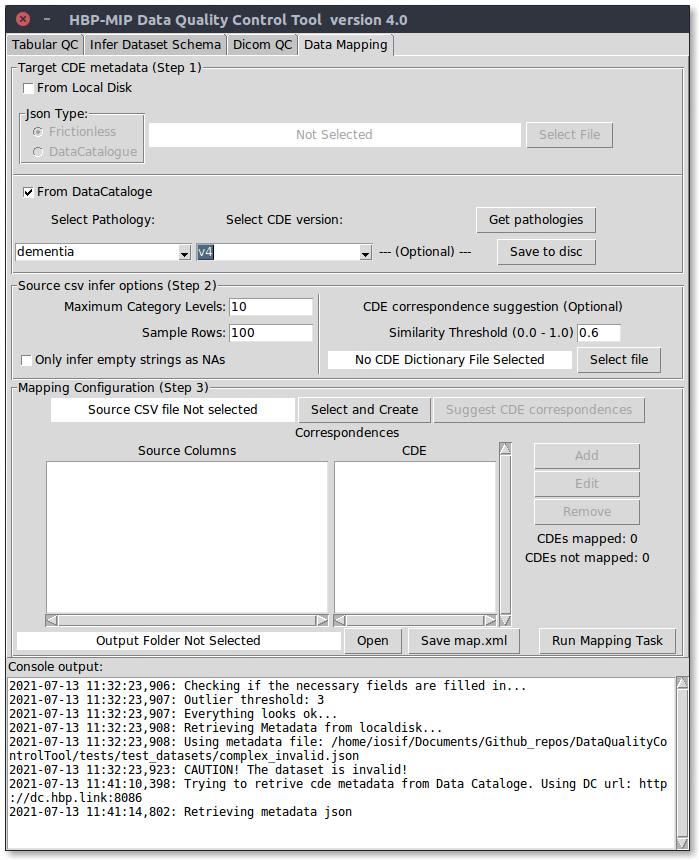 HBP-MIP Data Quality Control Tool  version 4.0
Tabular QC
Infer Dataset Schema
Dicom QC
Data Mapping
Target CDE metadata (Step 1)
From Local Disk
Json Type:
Frictionless
DataCatalogue
Not Selected
Select File
From DataCataloge
Select Pathology:
Select CDE version:
Get pathologies
dementia
v4
--- (Optional) ---
Save to disc
Source csv infer options (Step 2)
Maximum Category Levels:
10
Sample Rows:
100
Only infer empty strings as NAs
CDE correspondence suggestion (Optional)
Similarity Threshold (0.0 - 1.0)
0.6
No CDE Dictionary File Selected
Select file
Mapping Configuration (Step 3)
Source CSV file Not selected
Select and Create
Suggest CDE correspondences
Correspondences
Source Columns
CDE
Add
Edit
Remove
CDEs mapped: 0
CDEs not mapped: 0
Output Folder Not Selected
Open
Save map.xml
Run Mapping Task
Console output:
2021-07-13 11:32:23,906: Checking if the necessary fields are filled in...
2021-07-13 11:32:23,907: Outlier threshold: 3
2021-07-13 11:32:23,907: Everything looks ok...
2021-07-13 11:32:23,908: Retrieving Metadata from localdisk...
2021-07-13 11:32:23,908: Using metadata file: /home/iosif/Documents/Github_repos/DataQualityCo
ntrolTool/tests/test_datasets/complex_invalid.json
2021-07-13 11:32:23,923: CAUTION! The dataset is invalid!
2021-07-13 11:41:10,398: Trying to retrive cde metadata from Data Cataloge. Using DC url: http
://dc.hbp.link:8086
2021-07-13 11:41:14,802: Retrieving metadata json